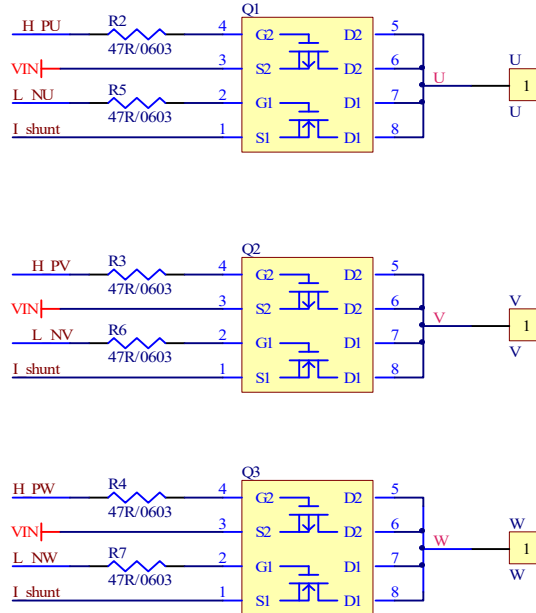 Q1
H_PU R2 4 G2 D2 5 U
47R/0603
VIN 3 S2 D2 6 U 1
L_NU R5 2 G1 D1 7 U
47R/0603
I_shunt 1 S1 D1 8
Q2
H_PV R3 4 G2 D2 5 V
47R/0603
VIN 3 S2 D2 6 V 1
L_NV R6 2 G1 D1 7 V
47R/0603
I_shunt 1 S1 D1 8
Q3
H_PW R4 4 G2 D2 5 W
47R/0603
VIN 3 S2 D2 6 W 1
L_NW R7 2 G1 D1 7 W
47R/0603
I_shunt 1 S1 D1 8